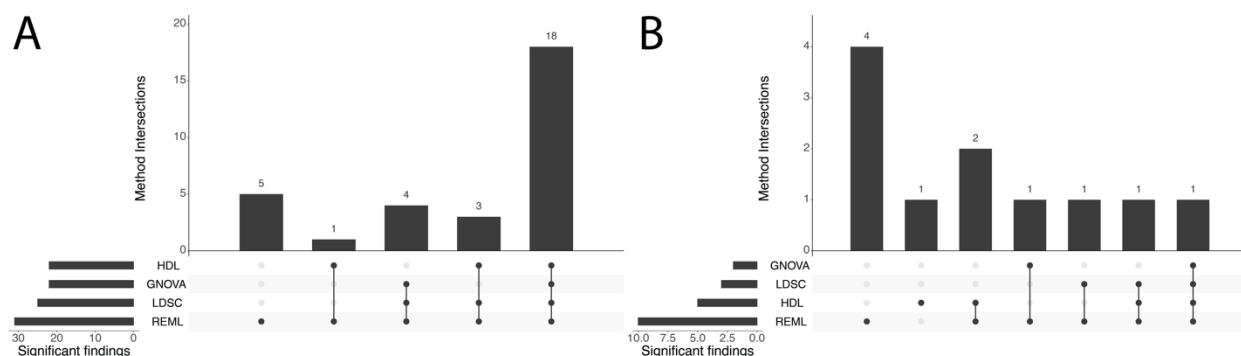 A
20
15
10
5
0
Method Intersections
5
1
4
3
18
HDL
GNOVA
LDSC
REML
30 20 10 0
Significant findings
B
4
3
2
1
0
Method Intersections
4
1
2
1
1
1
1
GNOVA
LDSC
HDL
REML
10.0 7.5 5.0 2.5 0.0
Significant findings